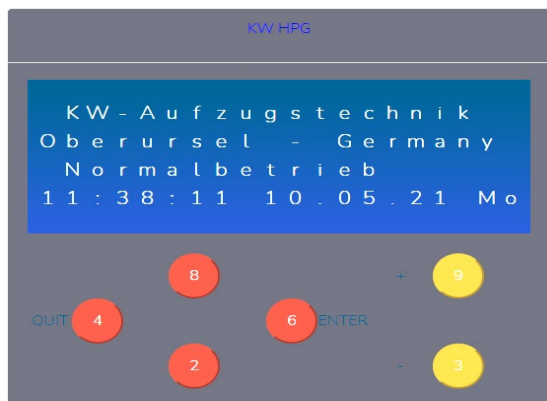 KW HPG
KW-Aufzugstechnik
Oberursel - Germany
Normalbetrieb
11:38:11 10.05.21 Mo
8
+ 9
QUIT 4 6 ENTER
2
- 3